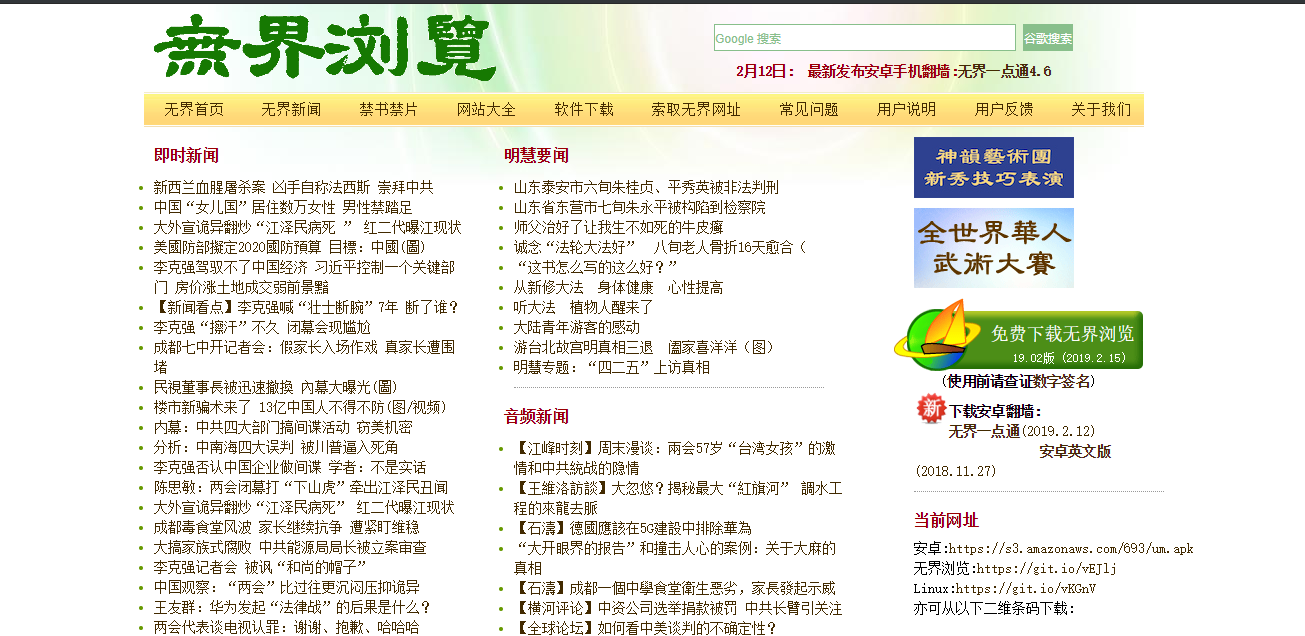 無界浏覽
Google 搜索
谷歌搜索
2月12日： 最新发布安卓手机翻墙:无界一点通4.6
无界首页 无界新闻 禁书禁片 网站大全 软件下载 索取无界网址 常见问题 用户说明 用户反馈 关于我们
即时新闻
新西兰血腥屠杀案 凶手自称法西斯 崇拜中共
中国“女儿国”居住数万女性 男性禁踏足
大外宣诡异翻炒“江泽民病死 ” 红二代曝江现状
美國防部擬定2020國防預算 目標：中國(圖)
李克强驾驭不了中国经济 习近平控制一个关键部
门 房价涨土地成交弱前景黯
【新闻看点】李克强喊“壮士断腕”7年 断了谁？
李克强“擦汗”不久 闭幕会现尴尬
成都七中开记者会：假家长入场作戏 真家长遭围
堵
民視董事長被迅速撤換 內幕大曝光(圖)
楼市新骗术来了 13亿中国人不得不防(图/视频)
内幕：中共四大部门搞间谍活动 窃美机密
分析：中南海四大误判 被川普逼入死角
李克强否认中国企业做间谍 学者：不是实话
陈思敏：两会闭幕打“下山虎”牵出江泽民丑闻
大外宣诡异翻炒“江泽民病死” 红二代曝江现状
成都毒食堂风波 家长继续抗争 遭紧盯维稳
大搞家族式腐败 中共能源局局长被立案审查
李克强记者会 被讽“和尚的帽子”
中国观察：“两会”比过往更沉闷压抑诡异
王友群：华为发起“法律战”的后果是什么？
两会代表谈电视认罪：谢谢、抱歉、哈哈哈
明慧要闻
山东泰安市六旬朱桂贞、平秀英被非法判刑
山东省东营市七旬朱永平被构陷到检察院
师父治好了让我生不如死的牛皮癣
诚念“法轮大法好” 八旬老人骨折16天愈合（
“这书怎么写的这么好？”
从新修大法 身体健康 心性提高
听大法 植物人醒来了
大陆青年游客的感动
游台北故宫明真相三退 阖家喜洋洋（图）
明慧专题：“四二五”上访真相
音频新闻
【江峰时刻】周末漫谈：兩会57岁“台湾女孩”的激
情和中共統战的隐情
【王維洛訪談】大忽悠？揭秘最大“紅旗河” 調水工
程的來龍去脈
【石濤】德國應該在5G建設中排除華為
“大开眼界的报告”和撞击人心的案例：关于大麻的
真相
【石濤】成都一個中學食堂衛生惡劣，家長發起示威
【横河评论】中资公司选举捐款被罚 中共长臂引关注
【全球论坛】如何看中美谈判的不确定性？
神韻藝術團
新秀技巧表演
全世界華人
武術大賽
免费下载无界浏览
19.02版 (2019.2.15)
(使用前请查证数字签名)
新
下载安卓翻墙：
无界一点通(2019.2.12)
安卓英文版
(2018.11.27)
当前网址
安卓:https://s3.amazonaws.com/693/um.apk
无界浏览:https://git.io/vEJlj
Linux:https://git.io/vKGnV
亦可从以下二维条码下载：